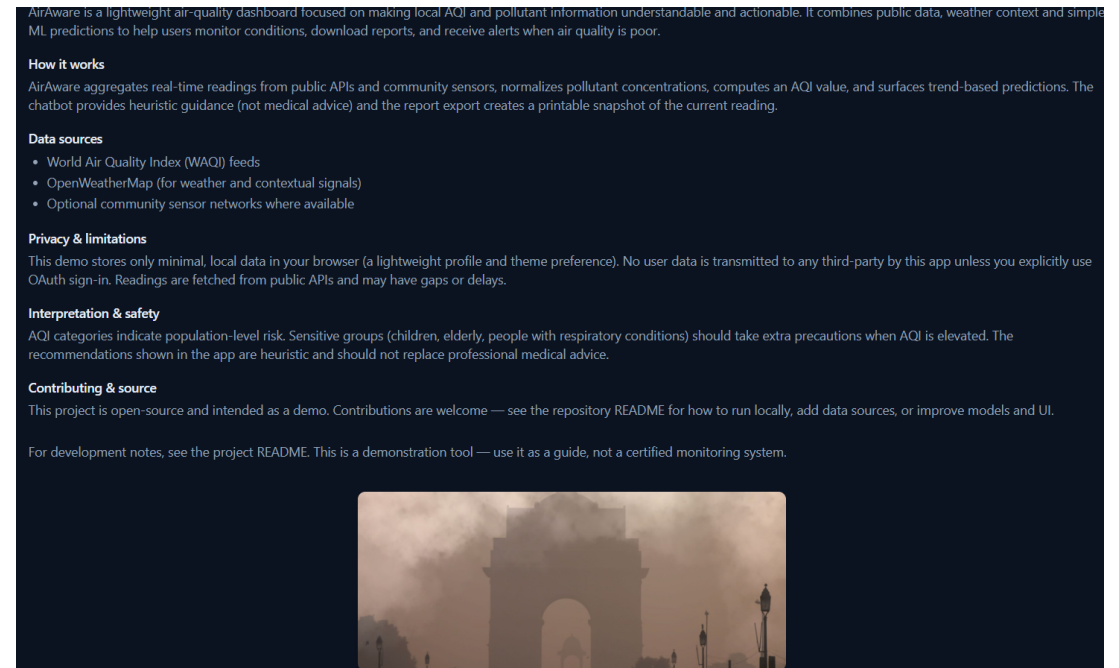 AirAware is a lightweight air-quality dashboard focused on making local AQI and pollutant information understandable and actionable. It combines public data, weather context and simple
ML predictions to help users monitor conditions, download reports, and receive alerts when air quality is poor.
How it works
AirAware aggregates real-time readings from public APIs and community sensors, normalizes pollutant concentrations, computes an AQI value, and surfaces trend-based predictions. The
chatbot provides heuristic guidance (not medical advice) and the report export creates a printable snapshot of the current reading.
Data sources
• World Air Quality Index (WAQI) feeds
• OpenWeatherMap (for weather and contextual signals)
• Optional community sensor networks where available
Privacy & limitations
This demo stores only minimal, local data in your browser (a lightweight profile and theme preference). No user data is transmitted to any third-party by this app unless you explicitly use
OAuth sign-in. Readings are fetched from public APIs and may have gaps or delays.
Interpretation & safety
AQI categories indicate population-level risk. Sensitive groups (children, elderly, people with respiratory conditions) should take extra precautions when AQI is elevated. The
recommendations shown in the app are heuristic and should not replace professional medical advice.
Contributing & source
This project is open-source and intended as a demo. Contributions are welcome — see the repository README for how to run locally, add data sources, or improve models and UI.
For development notes, see the project README. This is a demonstration tool — use it as a guide, not a certified monitoring system.